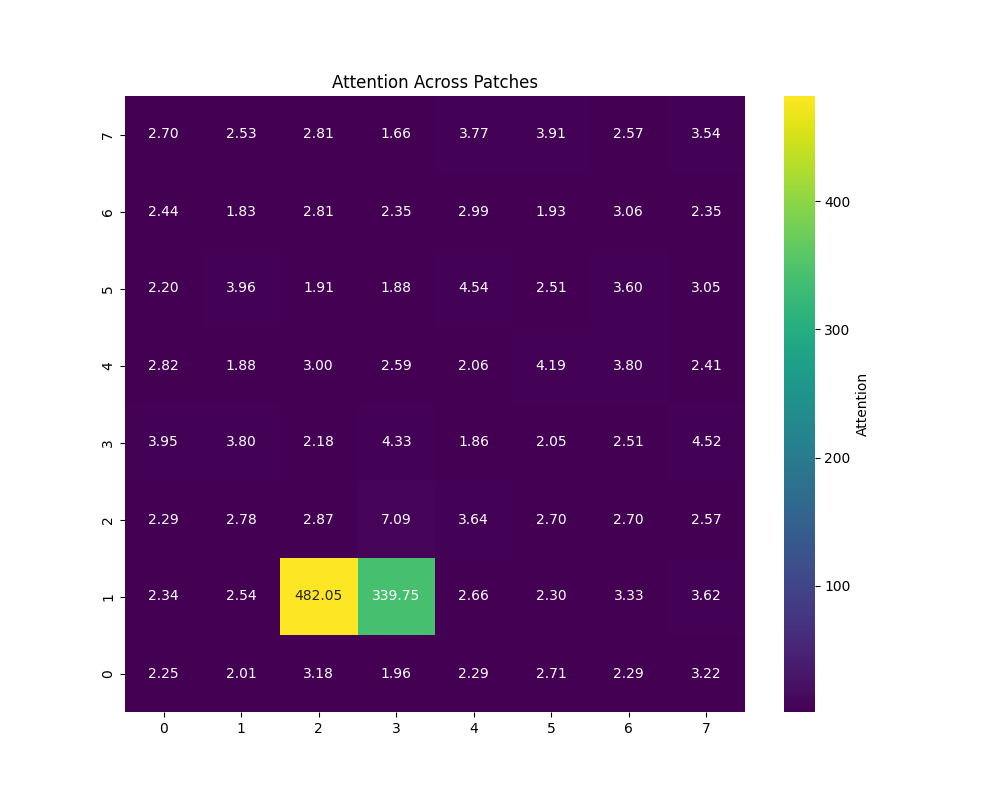 Attention Across Patches
7 2.70 2.53 2.81 1.66 3.77 3.91 2.57 3.54
6 2.44 1.83 2.81 2.35 2.99 1.93 3.06 2.35
5 2.20 3.96 1.91 1.88 4.54 2.51 3.60 3.05
4 2.82 1.88 3.00 2.59 2.06 4.19 3.80 2.41
3 3.95 3.80 2.18 4.33 1.86 2.05 2.51 4.52
2 2.29 2.78 2.87 7.09 3.64 2.70 2.70 2.57
1 2.34 2.54 482.05 339.75 2.66 2.30 3.33 3.62
0 2.25 2.01 3.18 1.96 2.29 2.71 2.29 3.22
0 1 2 3 4 5 6 7
400
300
200
100
Attention